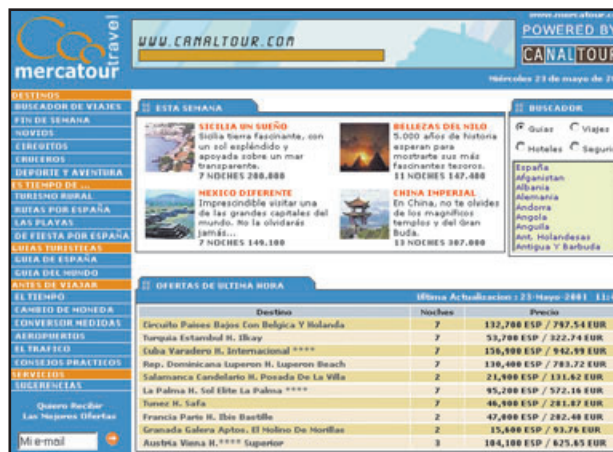 www.mercatour.c
POWERED BY
CANALTOUR
WWW.CANALTOUR.COM
mercatour
travel
Miércoles 23 de mayo de 20
DESTINOS
BUSCADOR DE VIAJES
FIN DE SEMANA
NOVIOS
CIRCUITOS
CRUCEROS
DEPORTE Y AVENTURA
ES TIEMPO DE ...
TURISMO RURAL
RUTAS POR ESPAÑA
LAS PLAYAS
DE FIESTA POR ESPAÑA
GUIAS TURISTICAS
GUIA DE ESPAÑA
GUIA DEL MUNDO
ANTES DE VIAJAR
EL TIEMPO
CAMBIO DE MONEDA
CONVERSOR MEDIDAS
AEROPUERTOS
EL TRAFICO
CONSEJOS PRACTICOS
SERVICIOS
SUGERENCIAS
Quiero Recibir
Las Mejores Ofertas
Mi e-mail
ESTA SEMANA
SICILIA UN SUEÑO
Sicilia tierra fascinante, con
un sol espléndido y
apoyada sobre un mar
transparente.
7 NOCHES 200.000
BELLEZAS DEL NILO
5.000 años de historia
esperan para
mostrarte sus más
fascinantes tesoros.
11 NOCHES 147.400
MEXICO DIFERENTE
Imprescindible visitar una
de las grandes capitales del
mundo. No la olvidarás
jamás...
7 NOCHES 149.100
CHINA IMPERIAL
En China, no te olvides
de los magníficos
templos y del Gran
Buda.
13 NOCHES 307.000
BUSCADOR
Guias Viajes
Hoteles Seguri
España
Afganistan
Albania
Alemania
Andorra
Angola
Anguila
Ant. Holandesas
Antigua Y Barbuda
OFERTAS DE ULTIMA HORA
Ultima Actualizacion : 23-Mayo-2001 11:
Destino Noches Precio
Circuito Paises Bajos Con Belgica Y Holanda 7 132,700 ESP / 797.54 EUR
Turquia Estambul H. Ilkay 7 53,700 ESP / 322.74 EUR
Cuba Varadero H. Internacional **** 7 156,900 ESP / 942.99 EUR
Rep. Dominicana Luperon H. Luperon Beach 7 130,400 ESP / 783.72 EUR
Salamanca Candelario H. Posada De La Villa 2 21,900 ESP / 131.62 EUR
La Palma H. Sol Elite La Palma **** 7 95,200 ESP / 572.16 EUR
Tunez H. Safa 7 46,900 ESP / 281.87 EUR
Francia Paris H. Ibis Bastille 2 47,000 ESP / 282.48 EUR
Granada Galera Aptos. El Molino De Morillas 2 15,600 ESP / 93.76 EUR
Austria Viena H.**** Superior 3 104,100 ESP / 625.65 EUR